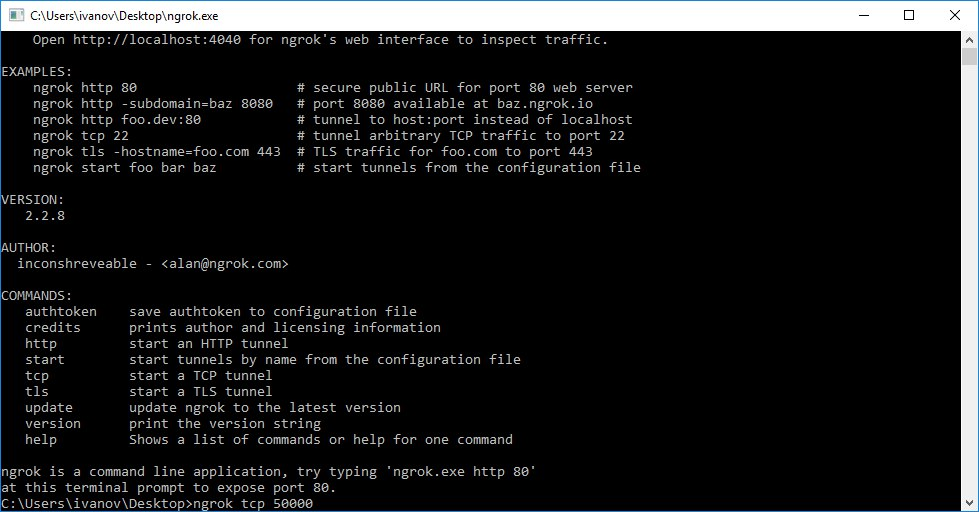 C:\Users\ivanov\Desktop\ngrok.exe
Open http://localhost:4040 for ngrok's web interface to inspect traffic.
EXAMPLES:
ngrok http 80 # secure public URL for port 80 web server
ngrok http -subdomain=baz 8080 # port 8080 available at baz.ngrok.io
ngrok http foo.dev:80 # tunnel to host:port instead of localhost
ngrok tcp 22 # tunnel arbitrary TCP traffic to port 22
ngrok tls -hostname=foo.com 443 # TLS traffic for foo.com to port 443
ngrok start foo bar baz # start tunnels from the configuration file
VERSION:
2.2.8
AUTHOR:
inconshreveable - <alan@ngrok.com>
COMMANDS:
authtoken save authtoken to configuration file
credits prints author and licensing information
http start an HTTP tunnel
start start tunnels by name from the configuration file
tcp start a TCP tunnel
tls start a TLS tunnel
update update ngrok to the latest version
version print the version string
help Shows a list of commands or help for one command
ngrok is a command line application, try typing 'ngrok.exe http 80'
at this terminal prompt to expose port 80.
C:\Users\ivanov\Desktop>ngrok tcp 50000